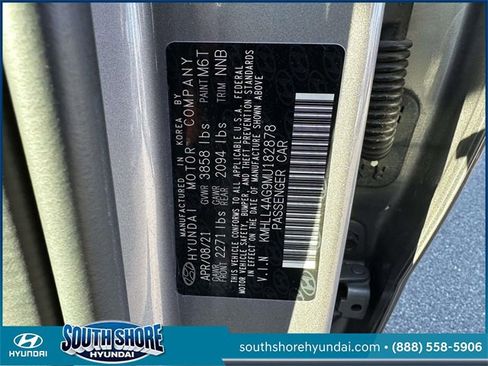 MANUFACTURED IN KOREA BY
HYUNDAI MOTOR COMPANY
APR/08/21 GVWR 3858 lbs PAINT M6T
GAWR FRONT 2271 lbs GAWR REAR 2094 lbs TRIM NNB
THIS VEHICLE CONFORMS TO ALL APPLICABLE U.S.A. FEDERAL
MOTOR VEHICLE SAFETY, BUMPER, AND THEFT PREVENTION STANDARDS
IN EFFECT ON THE DATE OF MANUFACTURE SHOWN ABOVE
V.I.N KMHLL4AG9MU182878
PASSENGER CAR
HYUNDAI
SOUTH SHORE
HYUNDAI
southshorehyundai.com • (888) 558-5906